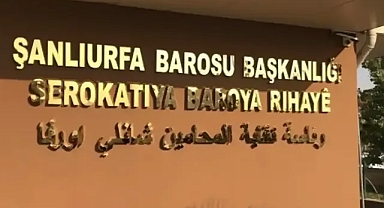 ŞANLIURFA BAROSU BAŞKANLIĞI
SEROKATIYA BAROYA RIHAYÊ
رئاسة نقابة المحامين شانلي اورفا